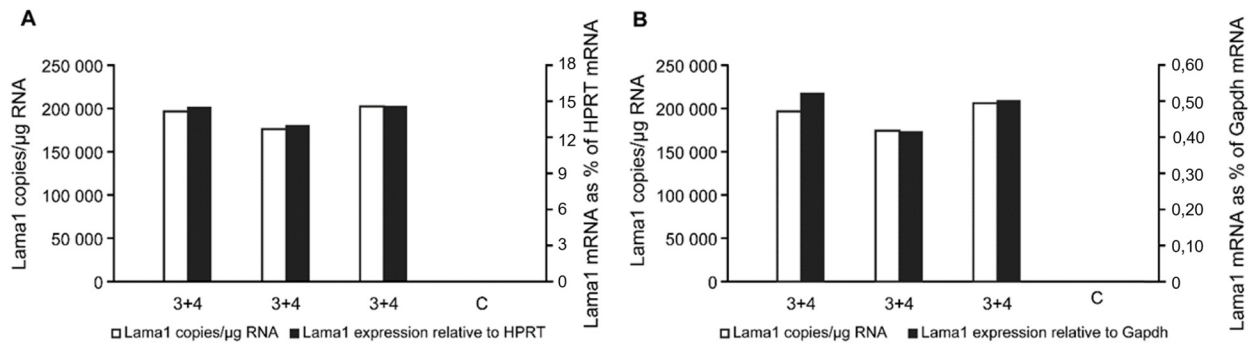 A
Lama1 copies/µg RNA
250 000
200 000
150 000
100 000
50 000
0
18
15
12
9
6
3
0
Lama1 mRNA as % of HPRT mRNA
3+4 3+4 3+4 C
Lama1 copies/µg RNA Lama1 expression relative to HPRT
B
Lama1 copies/µg RNA
250 000
200 000
150 000
100 000
50 000
0
0,60
0,50
0,40
0,30
0,20
0,10
0
Lama1 mRNA as % of Gapdh mRNA
3+4 3+4 3+4 C
Lama1 copies/µg RNA Lama1 expression relative to Gapdh